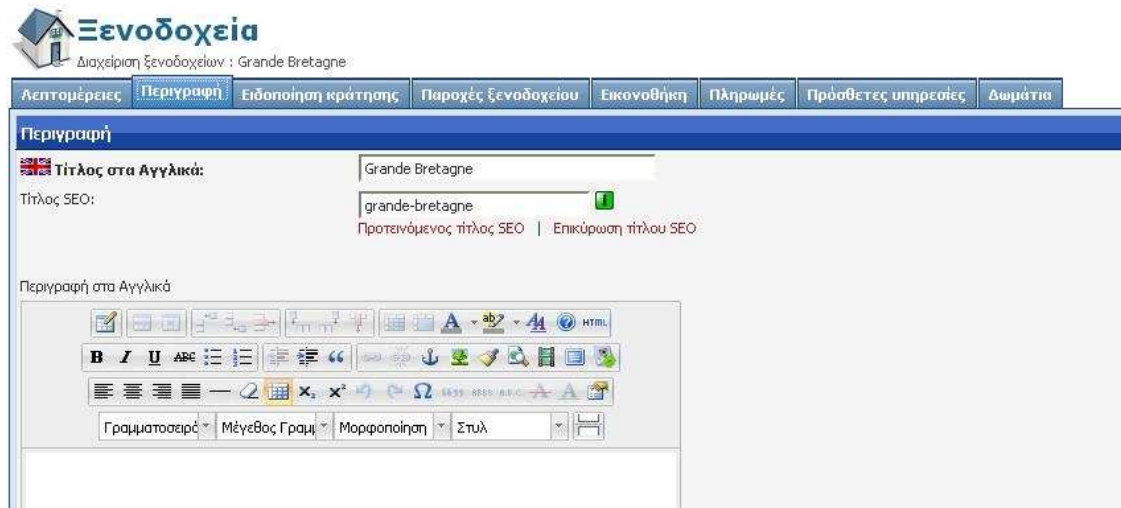 Ξενοδοχεία
Διαχείριση ξενοδοχείων : Grande Bretagne
Λεπτομέρειες Περιγραφή Ειδοποίηση κράτησης Παροχές ξενοδοχείου Εικονοθήκη Πληρωμές Πρόσθετες υπηρεσίες Δωμάτια
Περιγραφή
Τίτλος στα Αγγλικά: Grande Bretagne
Τίτλος SEO: grande-bretagne
Προτεινόμενος τίτλος SEO | Επικύρωση τίτλου SEO
Περιγραφή στα Αγγλικά
HTML
B I U ABC
Γραμματοσειρά Μέγεθος Γραμμ Μορφοποίηση Στυλ